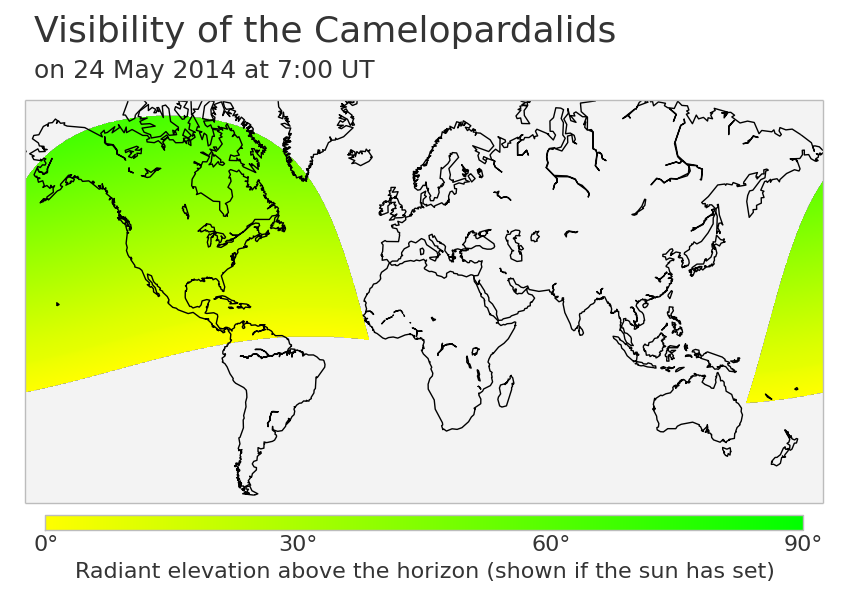 Visibility of the Camelopardalids
on 24 May 2014 at 7:00 UT
0° 30° 60° 90°
Radiant elevation above the horizon (shown if the sun has set)